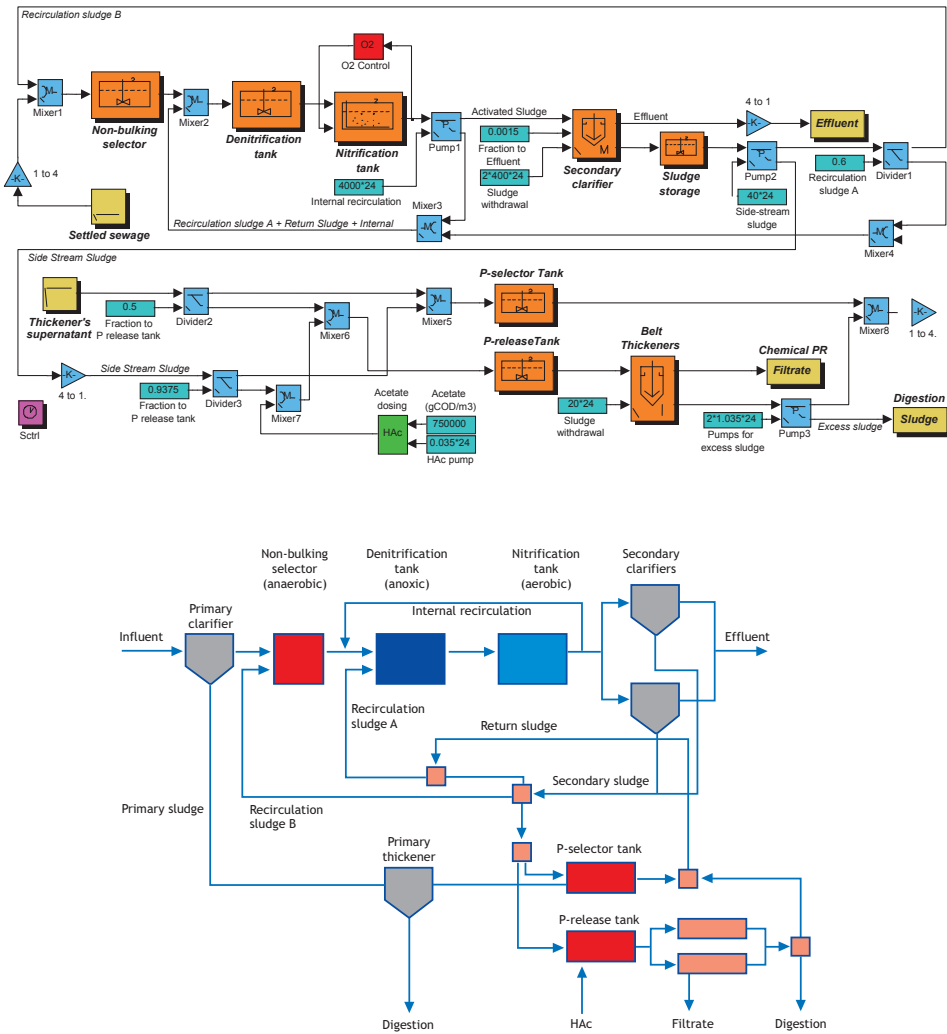 Recirculation sludge B
O2
O2 Control
Mixer1
Non-bulking
selector
Mixer2
Denitrification
tank
Nitrification
tank
Pump1
Activated Sludge
0.0015
Fraction to
Effluent
2*400*24
Sludge
withdrawal
M
Secondary
clarifier
Effluent
4 to 1
-K-
Effluent
Sludge
storage
Pump2
0.6
Recirculation
sludge A
Divider1
-K-
1 to 4
Settled sewage
4000*24
Internal recirculation
Mixer3
Recirculation sludge A + Return Sludge + Internal
40*24
Side-stream
sludge
Mixer4
Side Stream Sludge
Thickener's
supernatant
0.5
Fraction to
P release tank
Divider2
Mixer6
Mixer5
P-selector Tank
P-releaseTank
Belt
Thickeners
Mixer8
-K-
1 to 4.
Chemical PR
Filtrate
-K-
4 to 1.
Side Stream Sludge
0.9375
Fraction to
P release tank
Divider3
Mixer7
Sctrl
Acetate
dosing
HAc
Acetate
(gCOD/m3)
750000
0.035*24
HAc pump
20*24
Sludge
withdrawal
2*1.035*24
Pumps for
excess sludge
P
Pump3
Excess sludge
Digestion
Sludge
Non-bulking
selector
(anaerobic)
Denitrification
tank
(anoxic)
Nitrification
tank
(aerobic)
Secondary
clarifiers
Primary
clarifier
Internal recirculation
Influent
Effluent
Recirculation
sludge A
Return sludge
Secondary sludge
Primary sludge
Recirculation
sludge B
Primary
thickener
P-selector tank
P-release tank
Digestion
HAc
Filtrate
Digestion